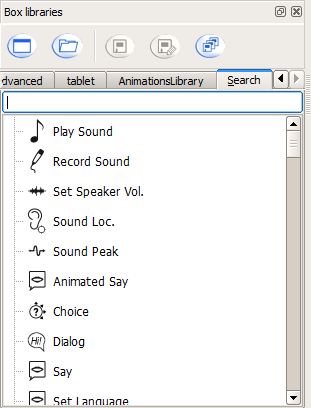 Box libraries
dvanced tablet AnimationsLibrary Search
Play Sound
Record Sound
Set Speaker Vol.
Sound Loc.
Sound Peak
Animated Say
Choice
Hi! Dialog
Say
Set Language